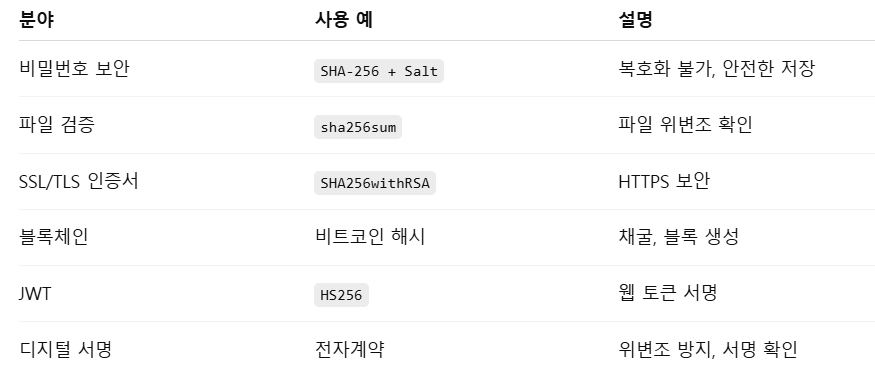 분야 사용 예 설명
비밀번호 보안 SHA-256 + Salt 복호화 불가, 안전한 저장
파일 검증 sha256sum 파일 위변조 확인
SSL/TLS 인증서 SHA256withRSA HTTPS 보안
블록체인 비트코인 해시 채굴, 블록 생성
JWT HS256 웹 토큰 서명
디지털 서명 전자계약 위변조 방지, 서명 확인